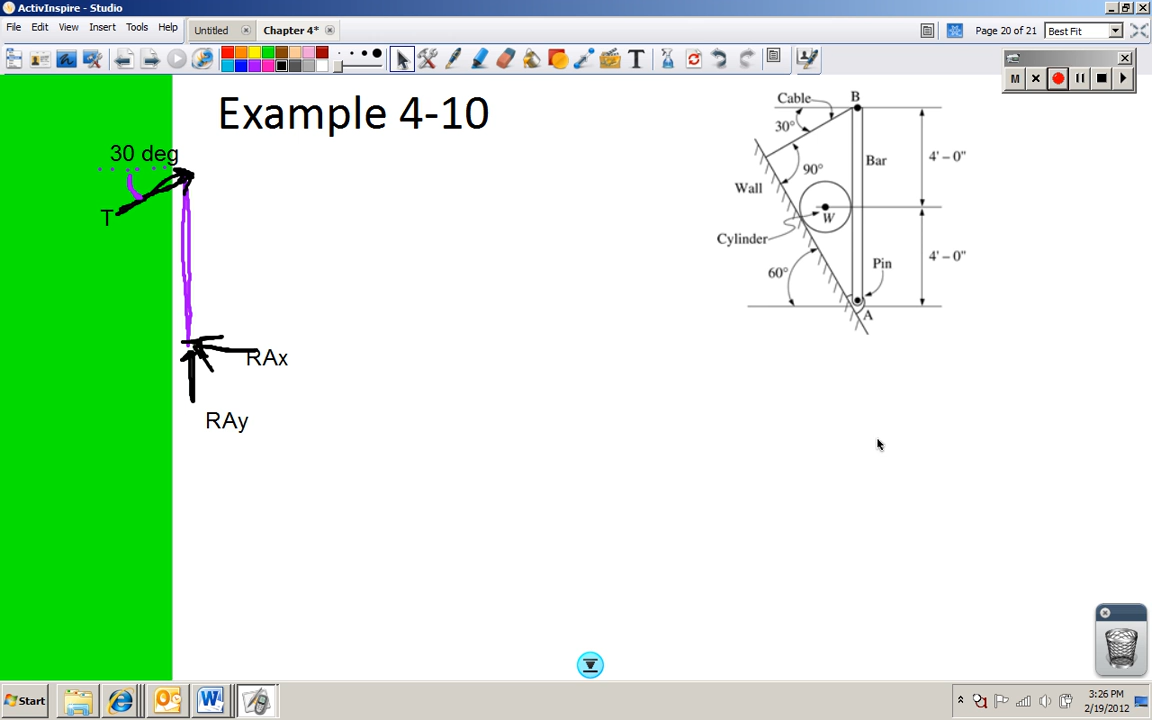 ActivInspire - Studio
File Edit View Insert Tools Help
Untitled
Chapter 4*
Page 20 of 21
Best Fit
M
Example 4-10
30 deg
T
RAx
RAy
Cable
B
30°
90°
Bar
4' – 0"
Wall
W
Cylinder
60°
Pin
4' – 0"
A
Start
3:26 PM
2/19/2012